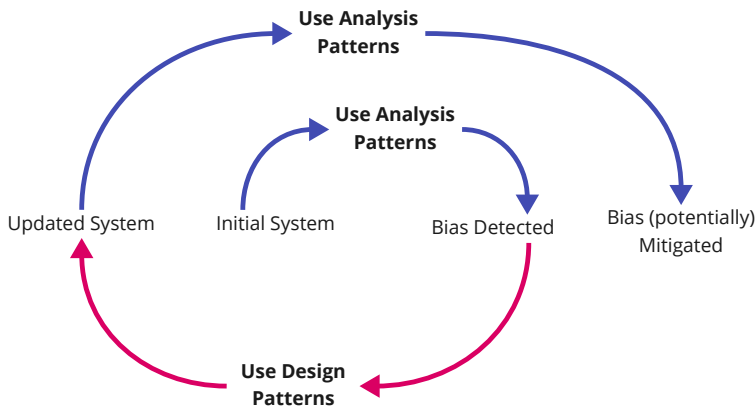 Use Analysis
Patterns
Use Analysis
Patterns
Updated System
Initial System
Bias Detected
Bias (potentially)
Mitigated
Use Design
Patterns